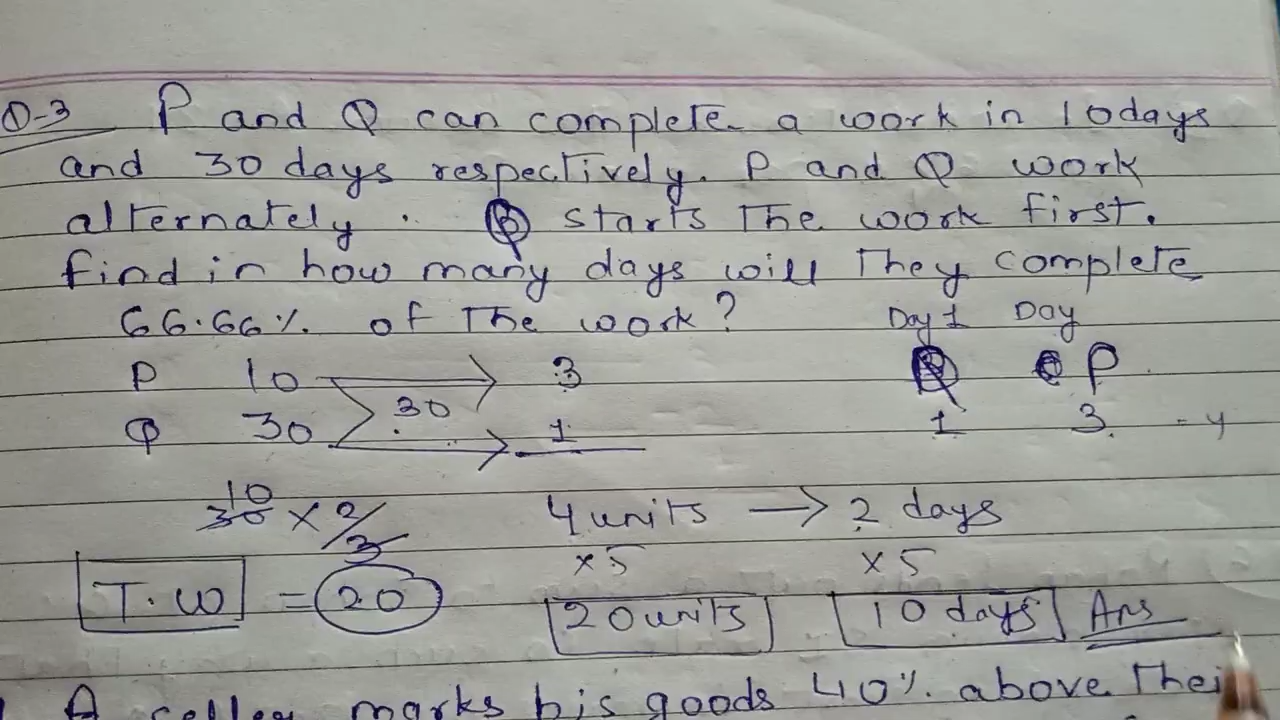 Q-3 P and Q can complete a work in 10days
and 30 days respectively. P and Q work
alternately. Q starts The work first.
find in how many days will They complete
66.66% of The work?
Day 1 Day
Q P
1 3 = 4
P 10 30 3
Q 30 1
30 10 × 2/3
4 units → 2 days
×5 ×5
T.W = 20
20 units 10 days Ans
A seller marks his goods 40% above Thei